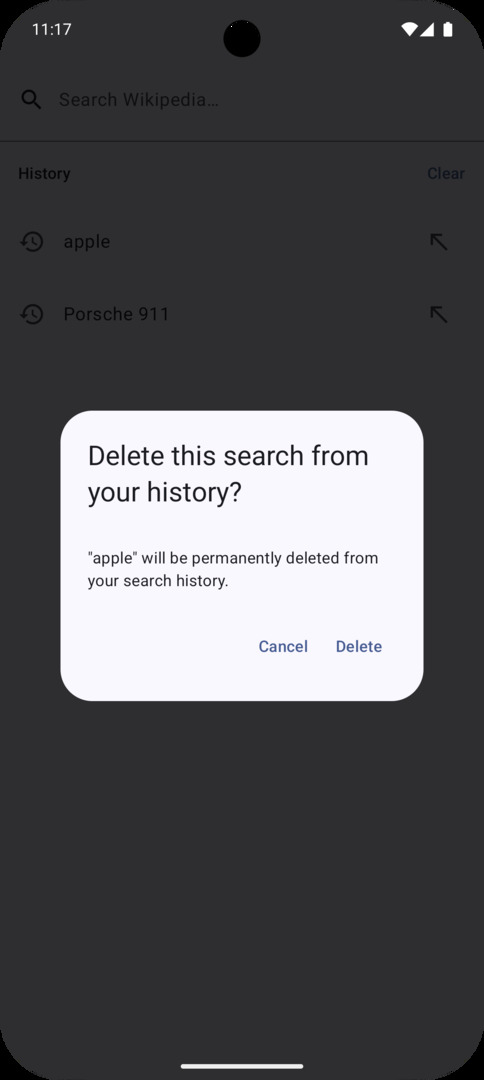 11:17
Search Wikipedia...
History
Clear
apple
Porsche 911
Delete this search from
your history?
"apple" will be permanently deleted from
your search history.
Cancel
Delete